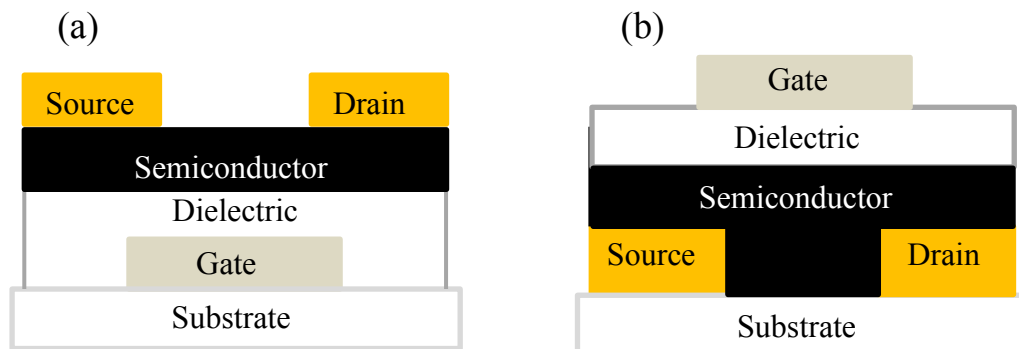 (a)
Source
Drain
Semiconductor
Dielectric
Gate
Substrate
(b)
Gate
Dielectric
Semiconductor
Source
Drain
Substrate